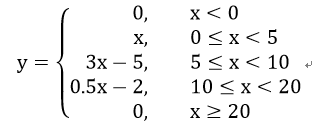 y = { 0, x < 0
x, 0 ≤ x < 5
3x − 5, 5 ≤ x < 10
0.5x − 2, 10 ≤ x < 20
0, x ≥ 20